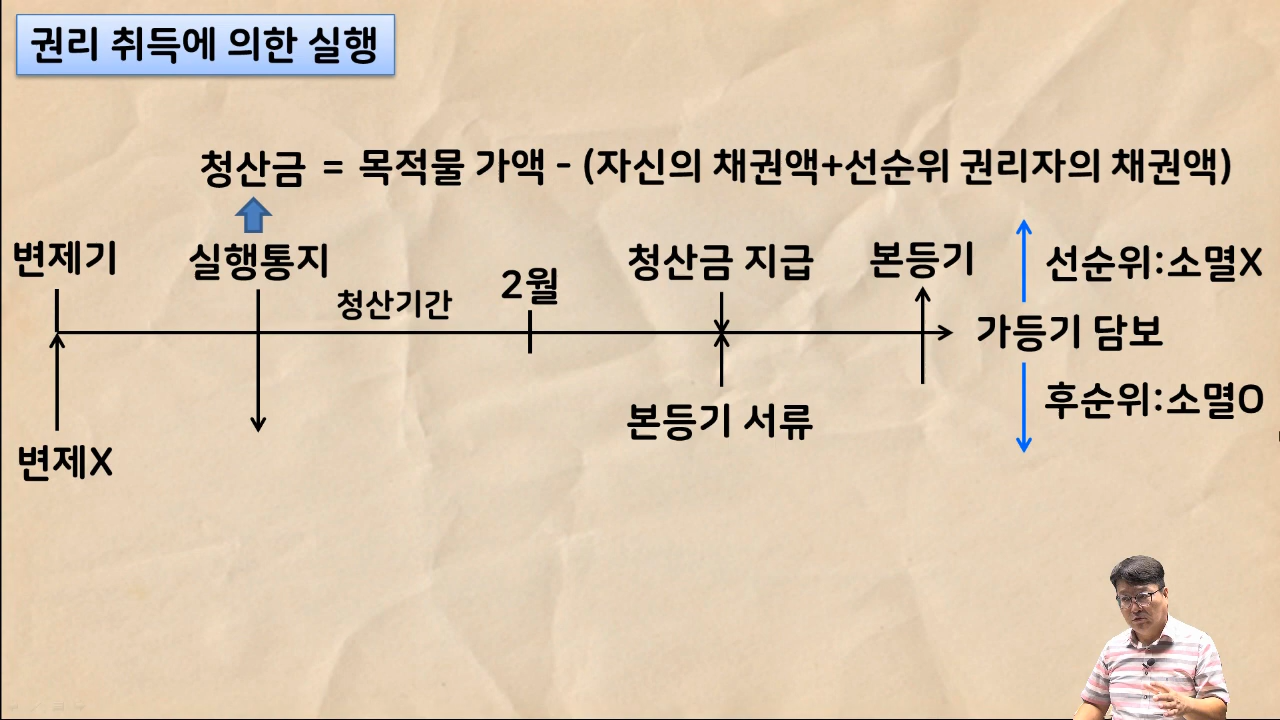 권리 취득에 의한 실행
청산금 = 목적물 가액 - (자신의 채권액+선순위 권리자의 채권액)
변제기
실행통지
청산기간
2월
청산금 지급
본등기
선순위:소멸X
가등기 담보
후순위:소멸O
본등기 서류
변제X